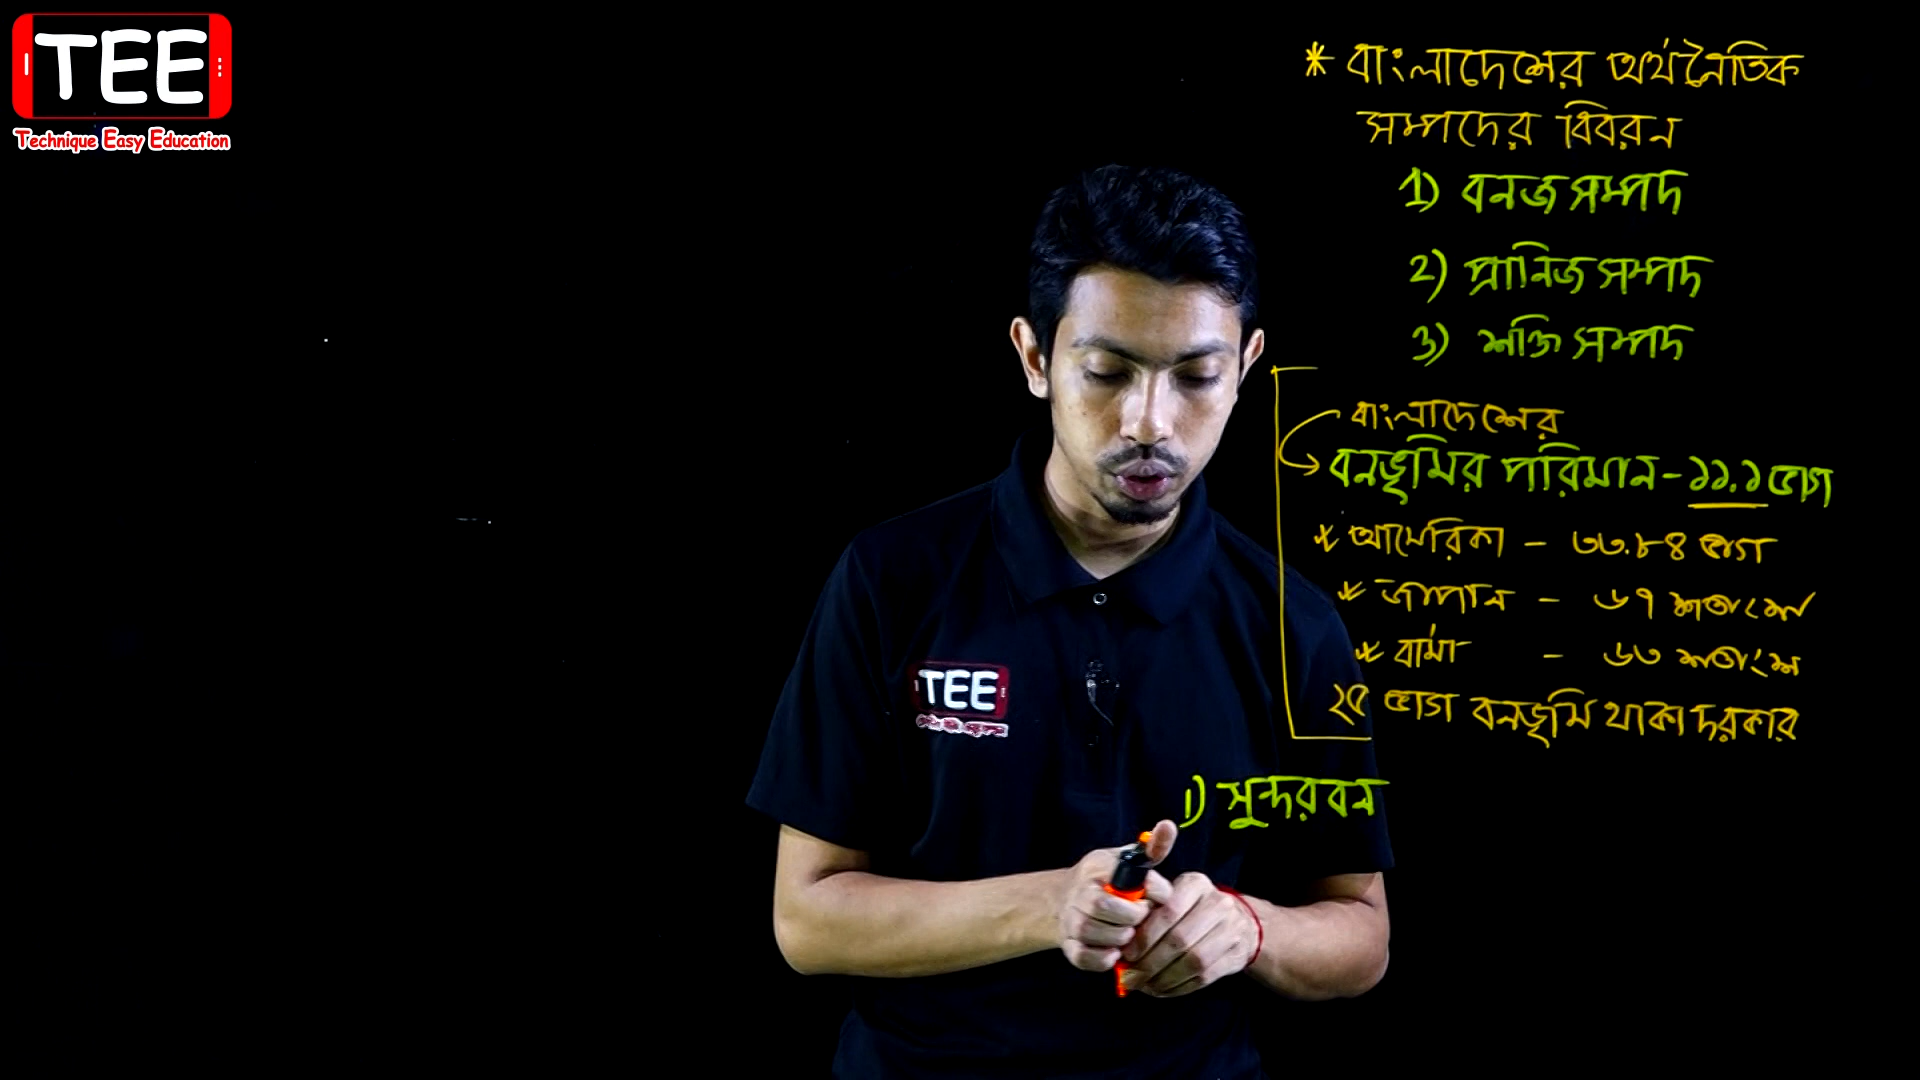 TEE
Technique Easy Education
* বাংলাদেশের অর্থনৈতিক
সম্পদের বিবরন
1) বনজ সম্পদ
2) প্রানিজ সম্পদ
3) শক্তি সম্পদ
বাংলাদেশের
বনভূমির পরিমান - ১১.১ ভাগ
* আমেরিকা - ৩৩.৮৪ ভাগ
* জাপান - ৬৭ শতাংশ
* বার্মা - ৬৩ শতাংশ
২৫ ভাগ বনভূমি থাকা দরকার
1) সুন্দরবন
TEE